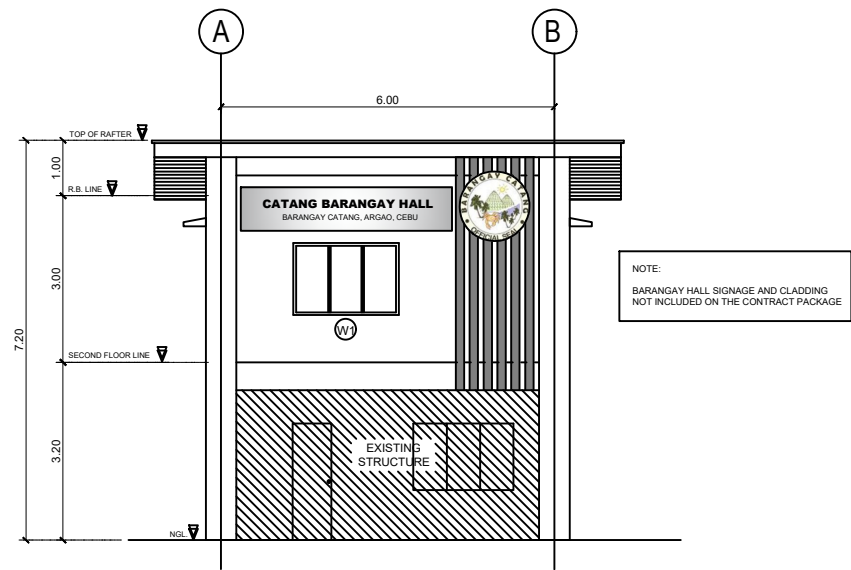 A
B
6.00
TOP OF RAFTER
1.00
R.B. LINE
CATANG BARANGAY HALL
BARANGAY CATANG, ARGAO, CEBU
BARANGAY CATANG
OFFICIAL SEAL
NOTE:
BARANGAY HALL SIGNAGE AND CLADDING
NOT INCLUDED ON THE CONTRACT PACKAGE
3.00
W1
7.20
SECOND FLOOR LINE
3.20
EXISTING
STRUCTURE
NGL.